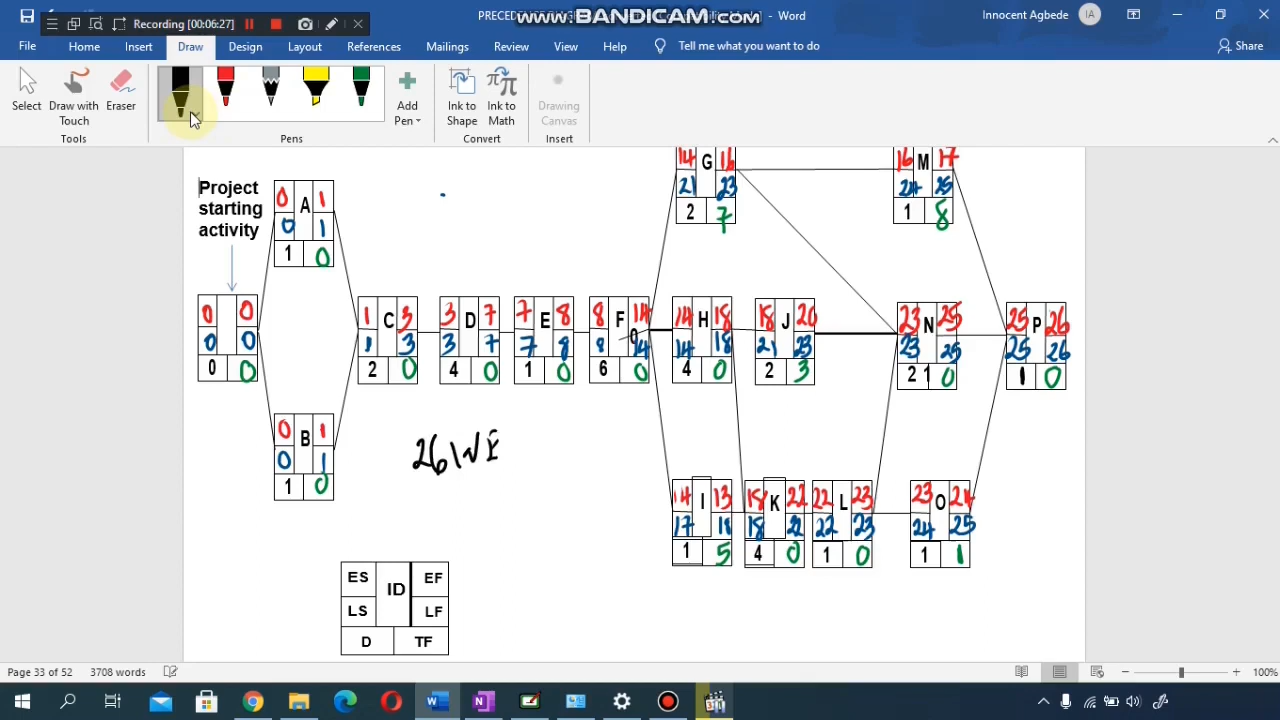 Recording [00:06:27]
PRECEDE
www.BANDICAM.com
- Word
Innocent Agbede
IA
File
Home
Insert
Draw
Design
Layout
References
Mailings
Review
View
Help
Tell me what you want to do
Share
Select
Draw with Touch
Eraser
Add Pen
Ink to Shape
Ink to Math
Drawing Canvas
Tools
Pens
Convert
Insert
14 G 16
21 23
2 7
16 M 17
24 25
1 8
Project
starting
activity
0 A 1
0 1
1 0
0 0
0 0
0 0
1 C 3
1 3
2 0
3 D 7
3 7
4 0
7 E 8
7 8
1 0
8 F 14
8 14
6 0
14 H 18
14 18
4 0
18 J 20
21 23
2 3
23 N 25
23 25
2 1 0
25 P 26
25 26
1 0
0 B 1
0 1
1 0
14 I 13
17 18
1 5
18 K 22
18 22
4 0
22 L 23
22 23
1 0
23 O 24
24 25
1 1
ES ID EF
LS LF
D TF
Page 33 of 52
3708 words
100%